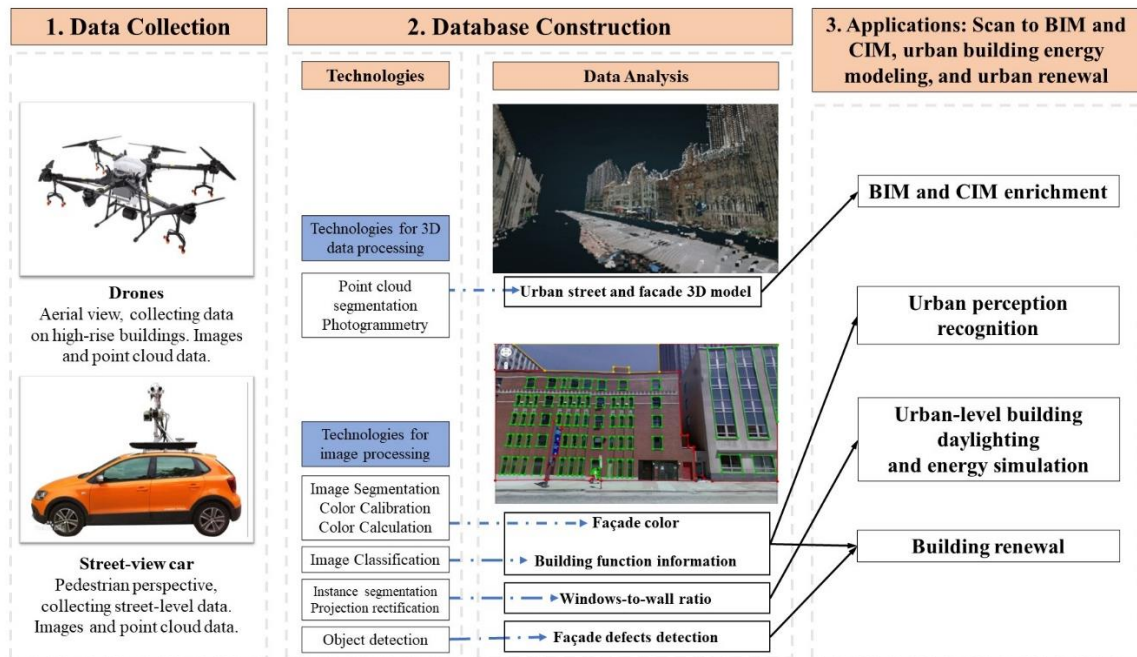 1. Data Collection
Drones
Aerial view, collecting data
on high-rise buildings. Images
and point cloud data.
Street-view car
Pedestrian perspective,
collecting street-level data.
Images and point cloud data.
2. Database Construction
Technologies
Technologies for 3D
data processing
Point cloud
segmentation
Photogrammetry
Technologies for
image processing
Image Segmentation
Color Calibration
Color Calculation
Image Classification
Instance segmentation
Projection rectification
Object detection
Data Analysis
Urban street and facade 3D model
Façade color
Building function information
Windows-to-wall ratio
Façade defects detection
3. Applications: Scan to BIM and
CIM, urban building energy
modeling, and urban renewal
BIM and CIM enrichment
Urban perception
recognition
Urban-level building
daylighting
and energy simulation
Building renewal